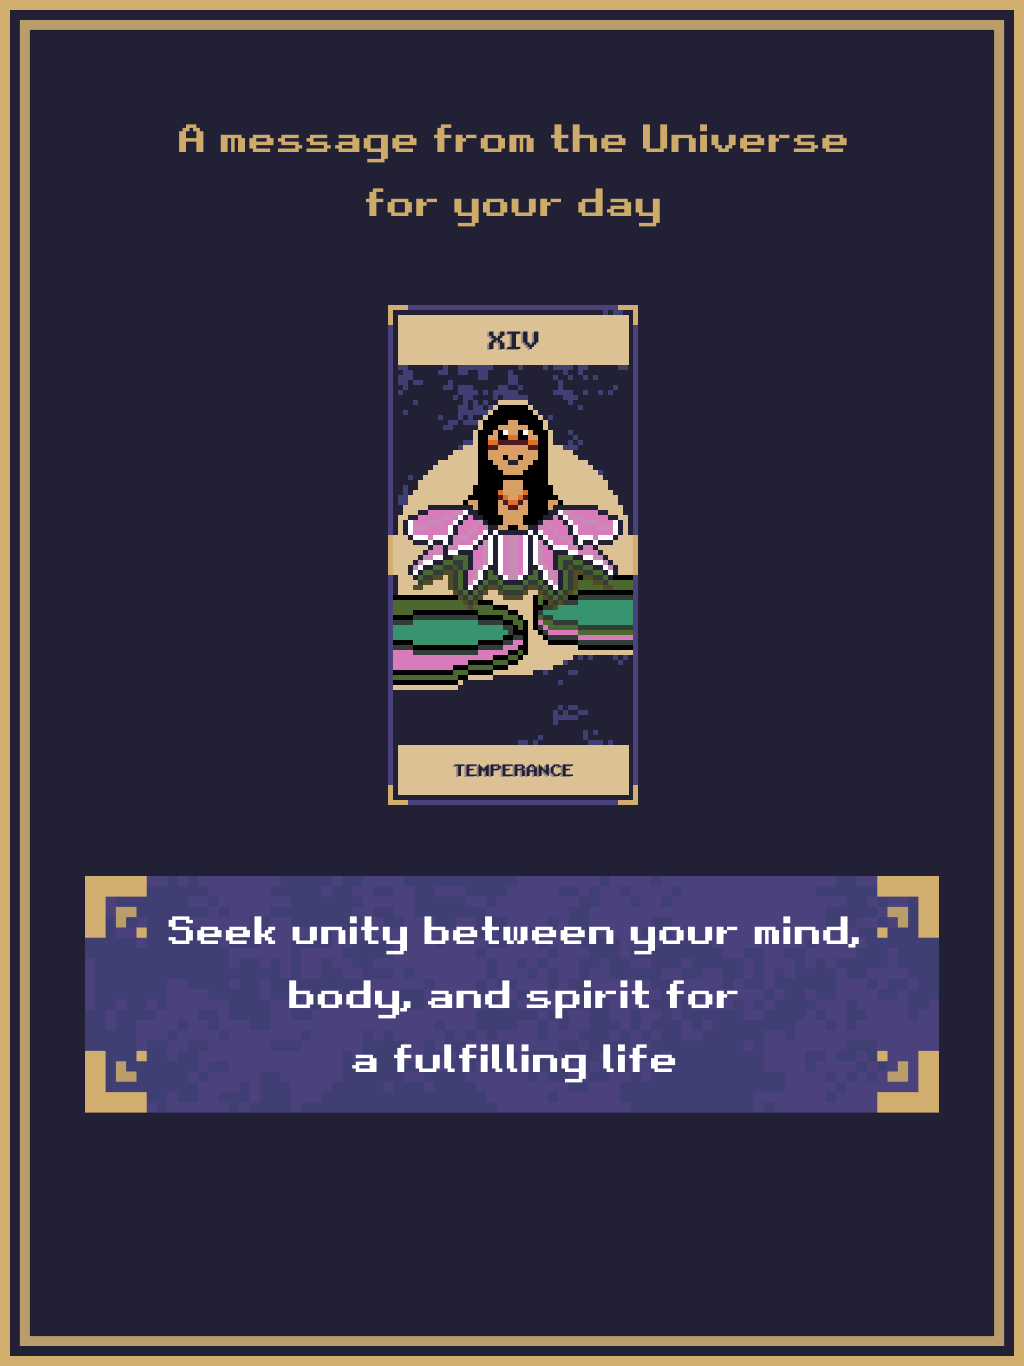 A message from the Universe
for your day
XIV
TEMPERANCE
Seek unity between your mind,
body, and spirit for
a fulfilling life